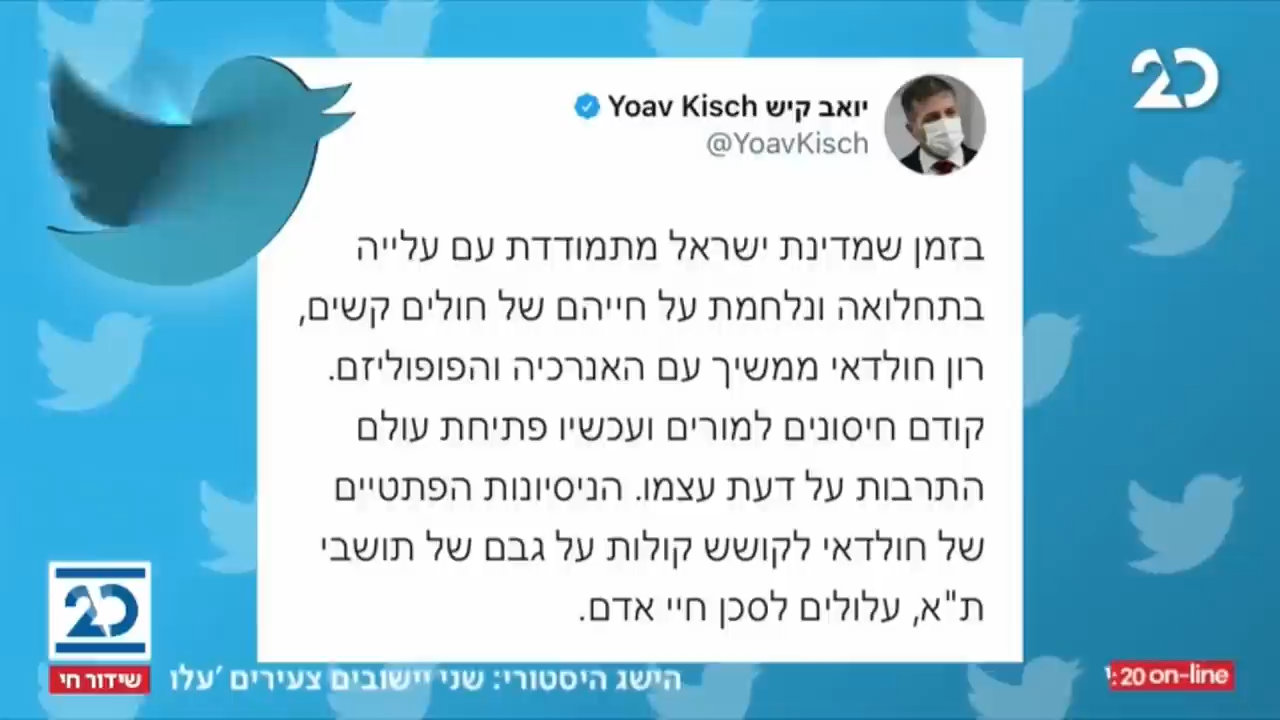 20
יואב קיש Yoav Kisch
@YoavKisch
בזמן שמדינת ישראל מתמודדת עם עלייה
בתחלואה ונלחמת על חייהם של חולים קשים,
רון חולדאי ממשיך עם האנרכיה והפופוליזם.
קודם חיסונים למורים ועכשיו פתיחת עולם
התרבות על דעת עצמו. הניסיונות הפתטיים
של חולדאי לקושש קולות על גבם של תושבי
ת"א, עלולים לסכן חיי אדם.
20
שידור חי
הישג היסטורי: שני יישובים צעירים 'עלו
20 on-line